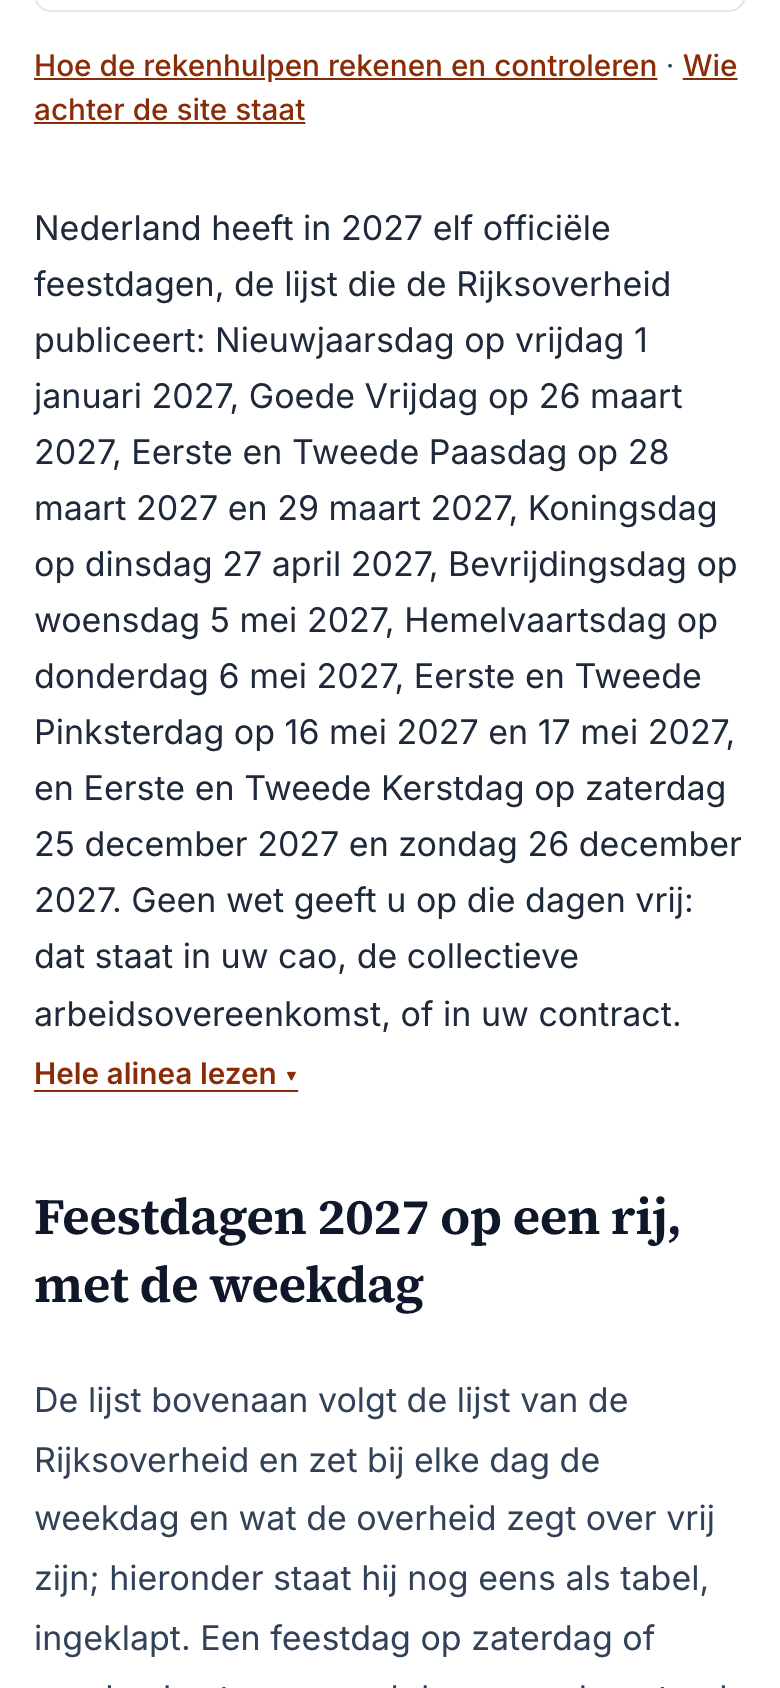 Hoe de rekenhulpen rekenen en controleren · Wie
achter de site staat
Nederland heeft in 2027 elf officiële
feestdagen, de lijst die de Rijksoverheid
publiceert: Nieuwjaarsdag op vrijdag 1
januari 2027, Goede Vrijdag op 26 maart
2027, Eerste en Tweede Paasdag op 28
maart 2027 en 29 maart 2027, Koningsdag
op dinsdag 27 april 2027, Bevrijdingsdag op
woensdag 5 mei 2027, Hemelvaartsdag op
donderdag 6 mei 2027, Eerste en Tweede
Pinksterdag op 16 mei 2027 en 17 mei 2027,
en Eerste en Tweede Kerstdag op zaterdag
25 december 2027 en zondag 26 december
2027. Geen wet geeft u op die dagen vrij:
dat staat in uw cao, de collectieve
arbeidsovereenkomst, of in uw contract.
Hele alinea lezen ▾
Feestdagen 2027 op een rij,
met de weekdag
De lijst bovenaan volgt de lijst van de
Rijksoverheid en zet bij elke dag de
weekdag en wat de overheid zegt over vrij
zijn; hieronder staat hij nog eens als tabel,
ingeklapt. Een feestdag op zaterdag of